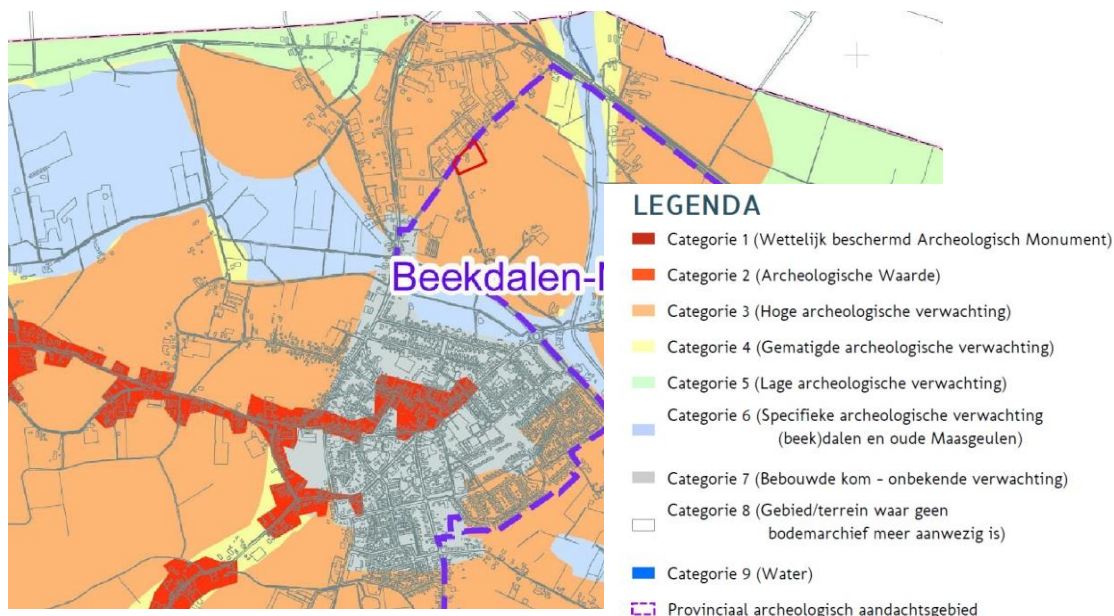 Beekdalen-N
LEGENDA
Categorie 1 (Wettelijk beschermd Archeologisch Monument)
Categorie 2 (Archeologische Waarde)
Categorie 3 (Hoge archeologische verwachting)
Categorie 4 (Gematigde archeologische verwachting)
Categorie 5 (Lage archeologische verwachting)
Categorie 6 (Specifieke archeologische verwachting
(beek)dalen en oude Maasgeulen)
Categorie 7 (Bebouwde kom - onbekende verwachting)
Categorie 8 (Gebied/terrein waar geen
bodemarchief meer aanwezig is)
Categorie 9 (Water)
Provinciaal archeologisch aandachtsgebied